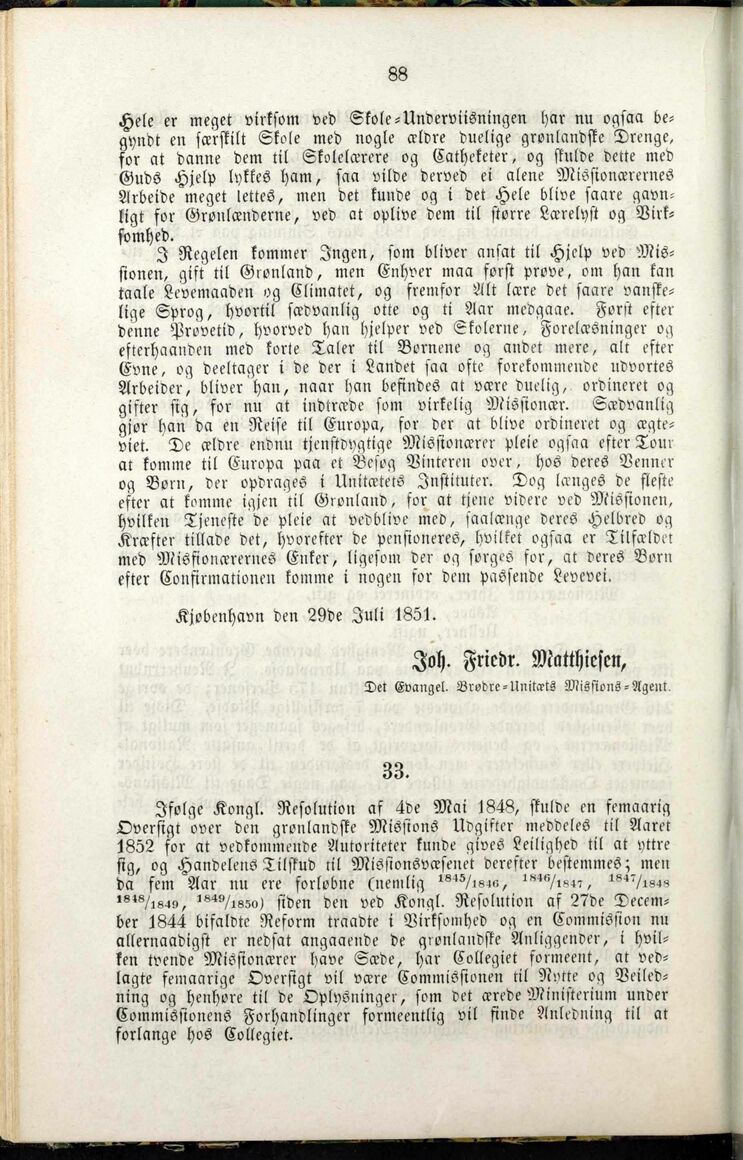 88
Hele er meget virksom ved Skole-Underviisningen har nu ogsaa be-
gyndt en særskilt Skole med nogle ældre duelige grønlandske Drenge,
for at danne dem til Skolelærere og Catheketer, og skulde dette med
Guds Hjelp lykkes ham, saa vilde derved ei alene Missionærernes
Arbeide meget lettes, men det kunde og i det Hele blive saare gavn-
ligt for Grønlænderne, ved at oplive dem til større Lærelyst og Virk-
somhed.
I Regelen kommer Ingen, som bliver ansat til Hjelp ved Mis-
sionen, gift til Grønland, men Enhver maa først prøve, om han kan
taale Levemaaden og Climatet, og fremfor Alt lære det saare vanske-
lige Sprog, hvortil sædvanlig otte og ti Aar medgaae. Først efter
denne Prøvetid, hvorved han hjelper ved Skolerne, Forelæsninger og
efterhaanden med korte Taler til Børnene og andet mere, alt efter
Evne, og deeltager i de der i Landet saa ofte forekommende udvortes
Arbeider, bliver han, naar han befindes at være duelig, ordineret og
gifter sig, for nu at indtræde som virkelig Missionær. Sædvanlig
gjør han da en Reise til Europa, for der at blive ordineret og ægte-
viet. De ældre endnu tjenstdygtige Missionærer pleie ogsaa efter Tour
at komme til Europa paa et Besøg Vinteren over, hos deres Venner
og Børn, der opdrages i Unitætets Instituter. Dog længes de fleste
efter at komme igjen til Grønland, for at tjene videre ved Missionen,
hvilken Tjeneste de pleie at vedblive med, saalænge deres Helbred og
Kræfter tillade det, hvorefter de pensioneres, hvilket ogsaa er Tilfældet
med Missionærernes Enker, ligesom der og sørges for, at deres Børn
efter Confirmationen komme i nogen for dem passende Levevei.
Kjøbenhavn den 29de Juli 1851.
Joh. Friedr. Matthiesen,
Det Evangel. Brødre-Unitæts Missions-Agent.
33.
Ifølge Kongl. Resolution af 4de Mai 1848, skulde en femaarig
Oversigt over den grønlandske Missions Udgifter meddeles til Aaret
1852 for at vedkommende Autoriteter kunde gives Leilighed til at yttre
sig, og Handelens Tilskud til Missionsvæsenet derefter bestemmes; men
da fem Aar nu ere forløbne (nemlig 1845/1846, 1846/1847, 1847/1848
1848/1849, 1849/1850) siden den ved Kongl. Resolution af 27de Decem-
ber 1844 bifaldte Reform traadte i Virksomhed og en Commission nu
allernaadigst er nedsat angaaende de grønlandske Anliggender, i hvil-
ken tvende Missionærer have Sæde, har Collegiet formeent, at ved-
lagte femaarige Oversigt vil være Commissionen til Nytte og Veiled-
ning og henhøre til de Oplysninger, som det ærede Ministerium under
Commissionens Forhandlinger formeentlig vil finde Anledning til at
forlange hos Collegiet.